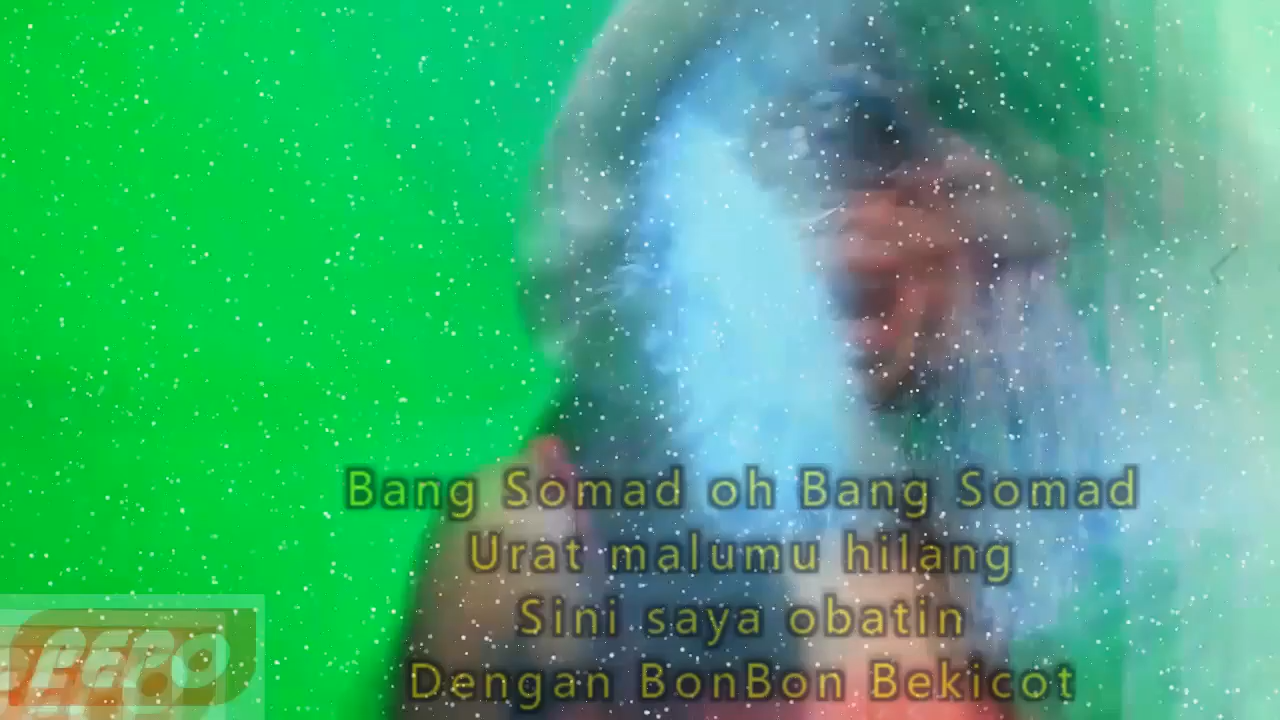 Bang Somad oh Bang Somad
Urat malumu hilang
Sini saya obatin
Dengan BonBon Bekicot